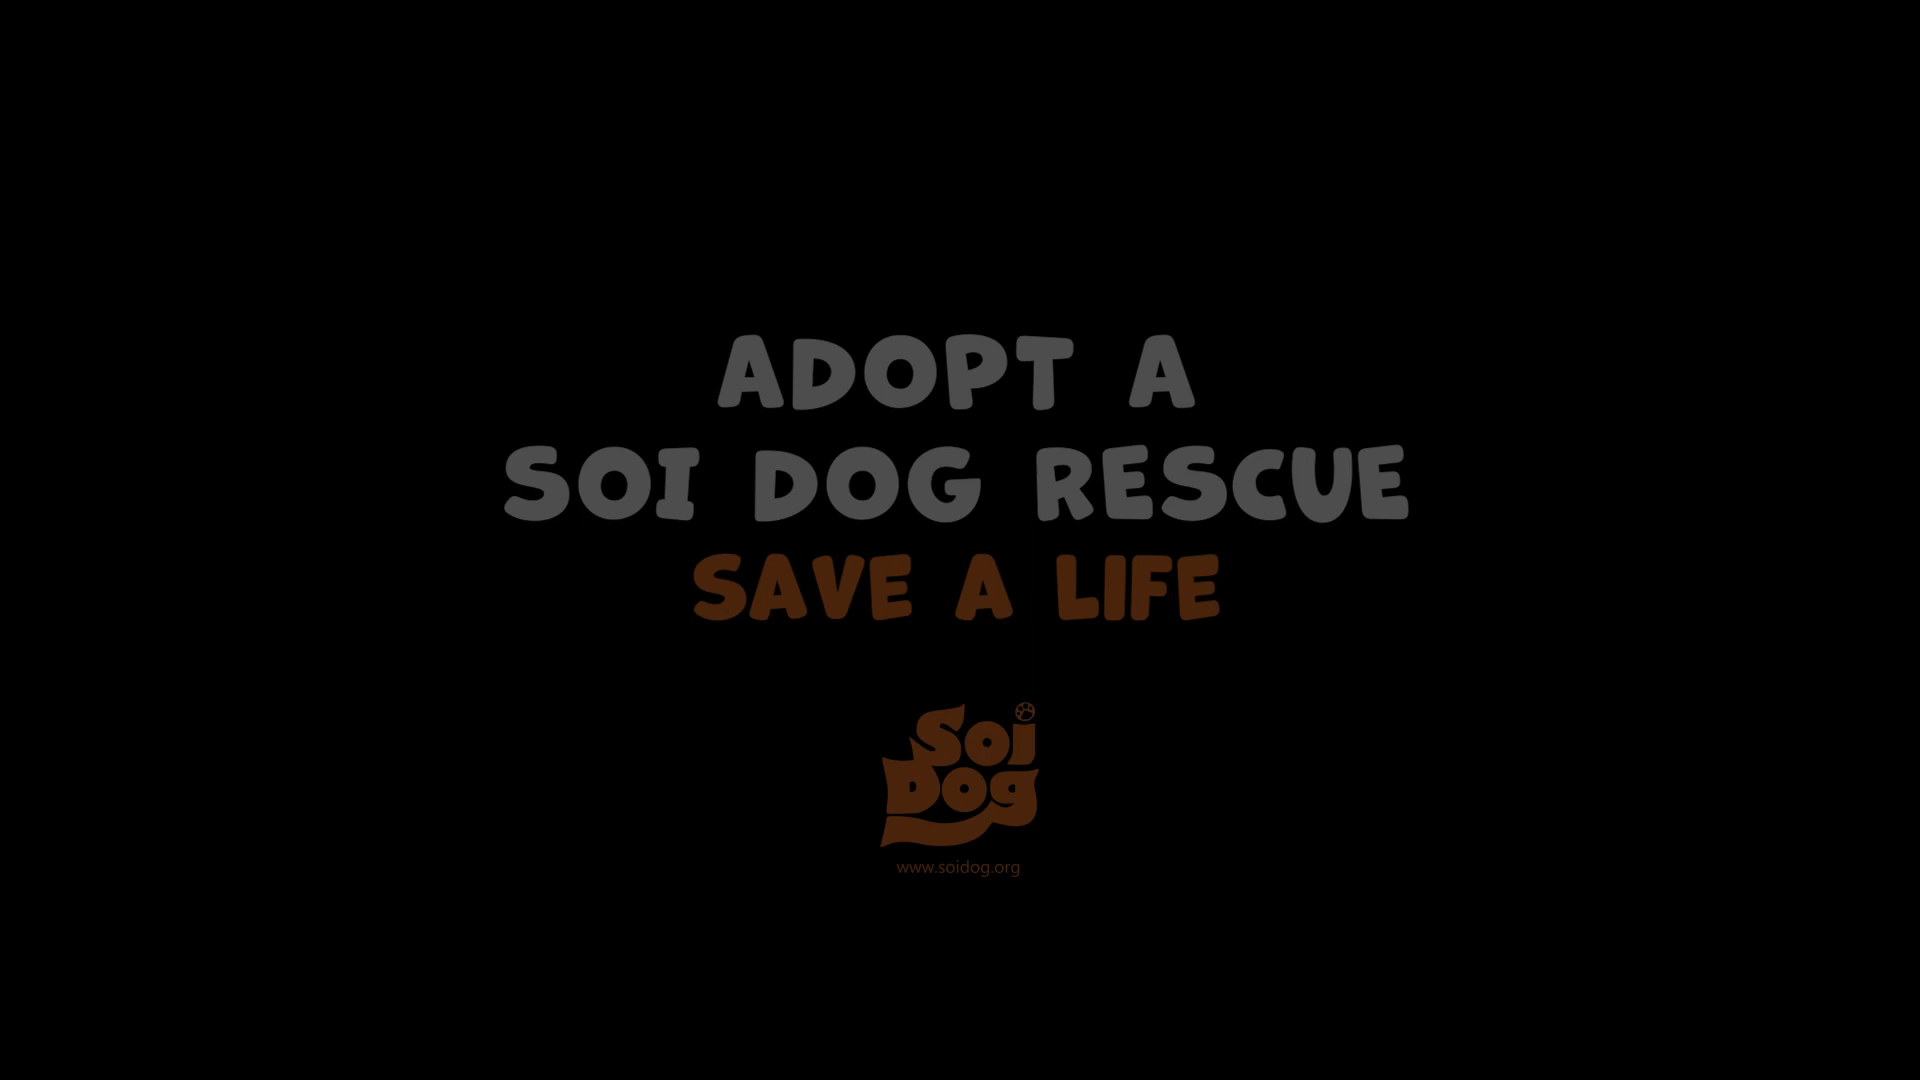 ADOPT A
SOI DOG RESCUE
SAVE A LIFE
Soi
Dog
www.soidog.org